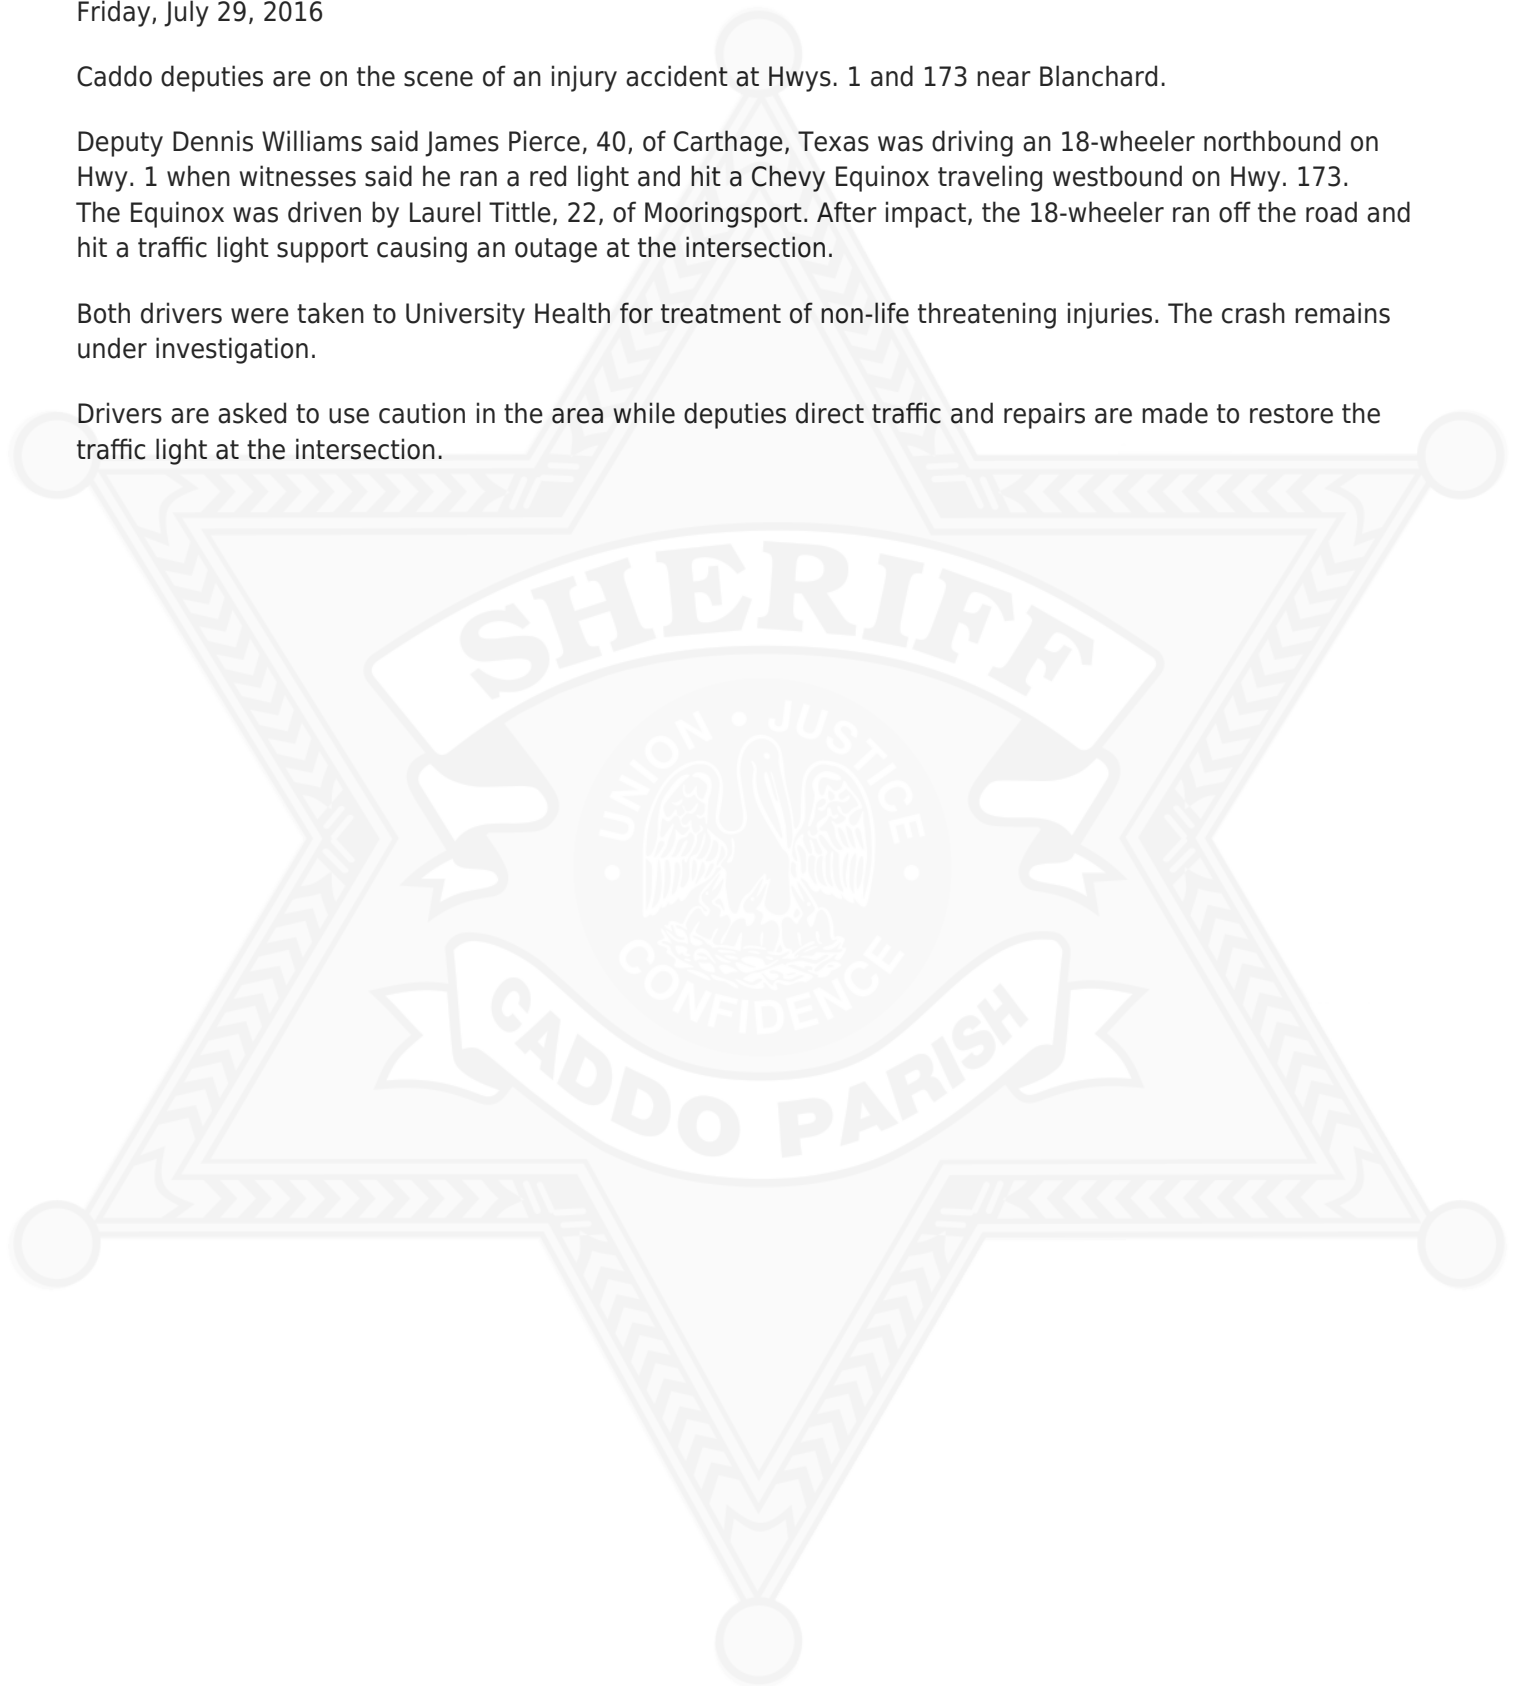 Friday, July 29, 2016
Caddo deputies are on the scene of an injury accident at Hwys. 1 and 173 near Blanchard.
Deputy Dennis Williams said James Pierce, 40, of Carthage, Texas was driving an 18-wheeler northbound on
Hwy. 1 when witnesses said he ran a red light and hit a Chevy Equinox traveling westbound on Hwy. 173.
The Equinox was driven by Laurel Tittle, 22, of Mooringsport. After impact, the 18-wheeler ran off the road and
hit a traffic light support causing an outage at the intersection.
Both drivers were taken to University Health for treatment of non-life threatening injuries. The crash remains
under investigation.
Drivers are asked to use caution in the area while deputies direct traffic and repairs are made to restore the
traffic light at the intersection.
SHERIFF
UNION • JUSTICE
• CONFIDENCE •
CADDO PARISH